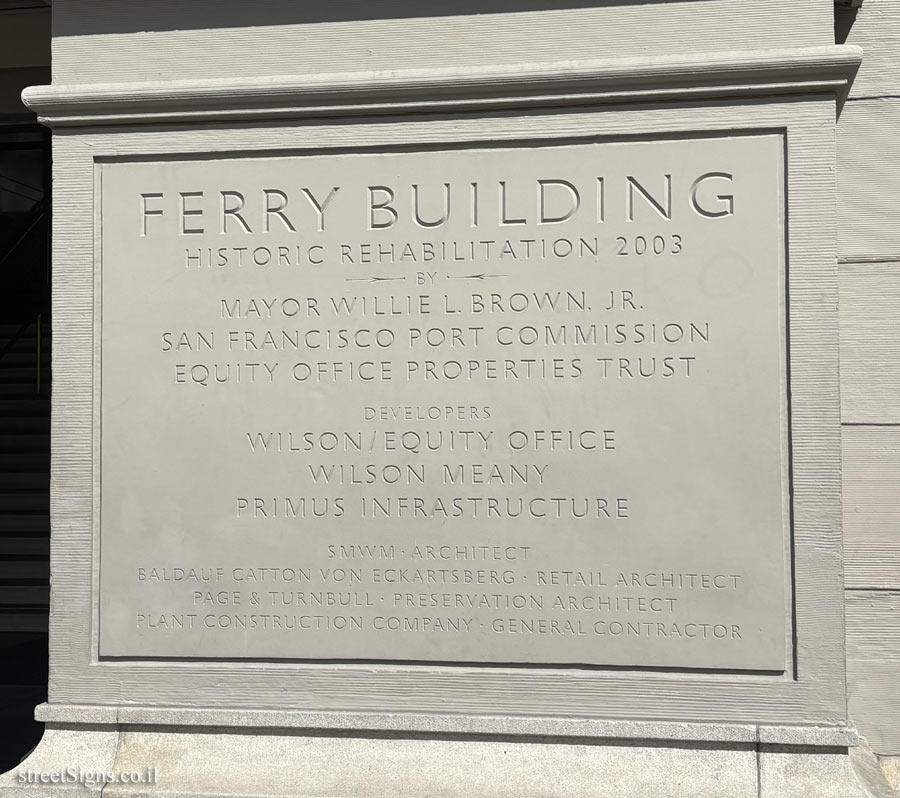 FERRY BUILDING
HISTORIC REHABILITATION 2003
BY
MAYOR WILLIE L. BROWN, JR.
SAN FRANCISCO PORT COMMISSION
EQUITY OFFICE PROPERTIES TRUST
DEVELOPERS
WILSON/EQUITY OFFICE
WILSON MEANY
PRIMUS INFRASTRUCTURE
SMWM · ARCHITECT
BALDAUF CATTON VON ECKARTSBERG · RETAIL ARCHITECT
PAGE & TURNBULL · PRESERVATION ARCHITECT
PLANT CONSTRUCTION COMPANY · GENERAL CONTRACTOR
streetSigns.co.il